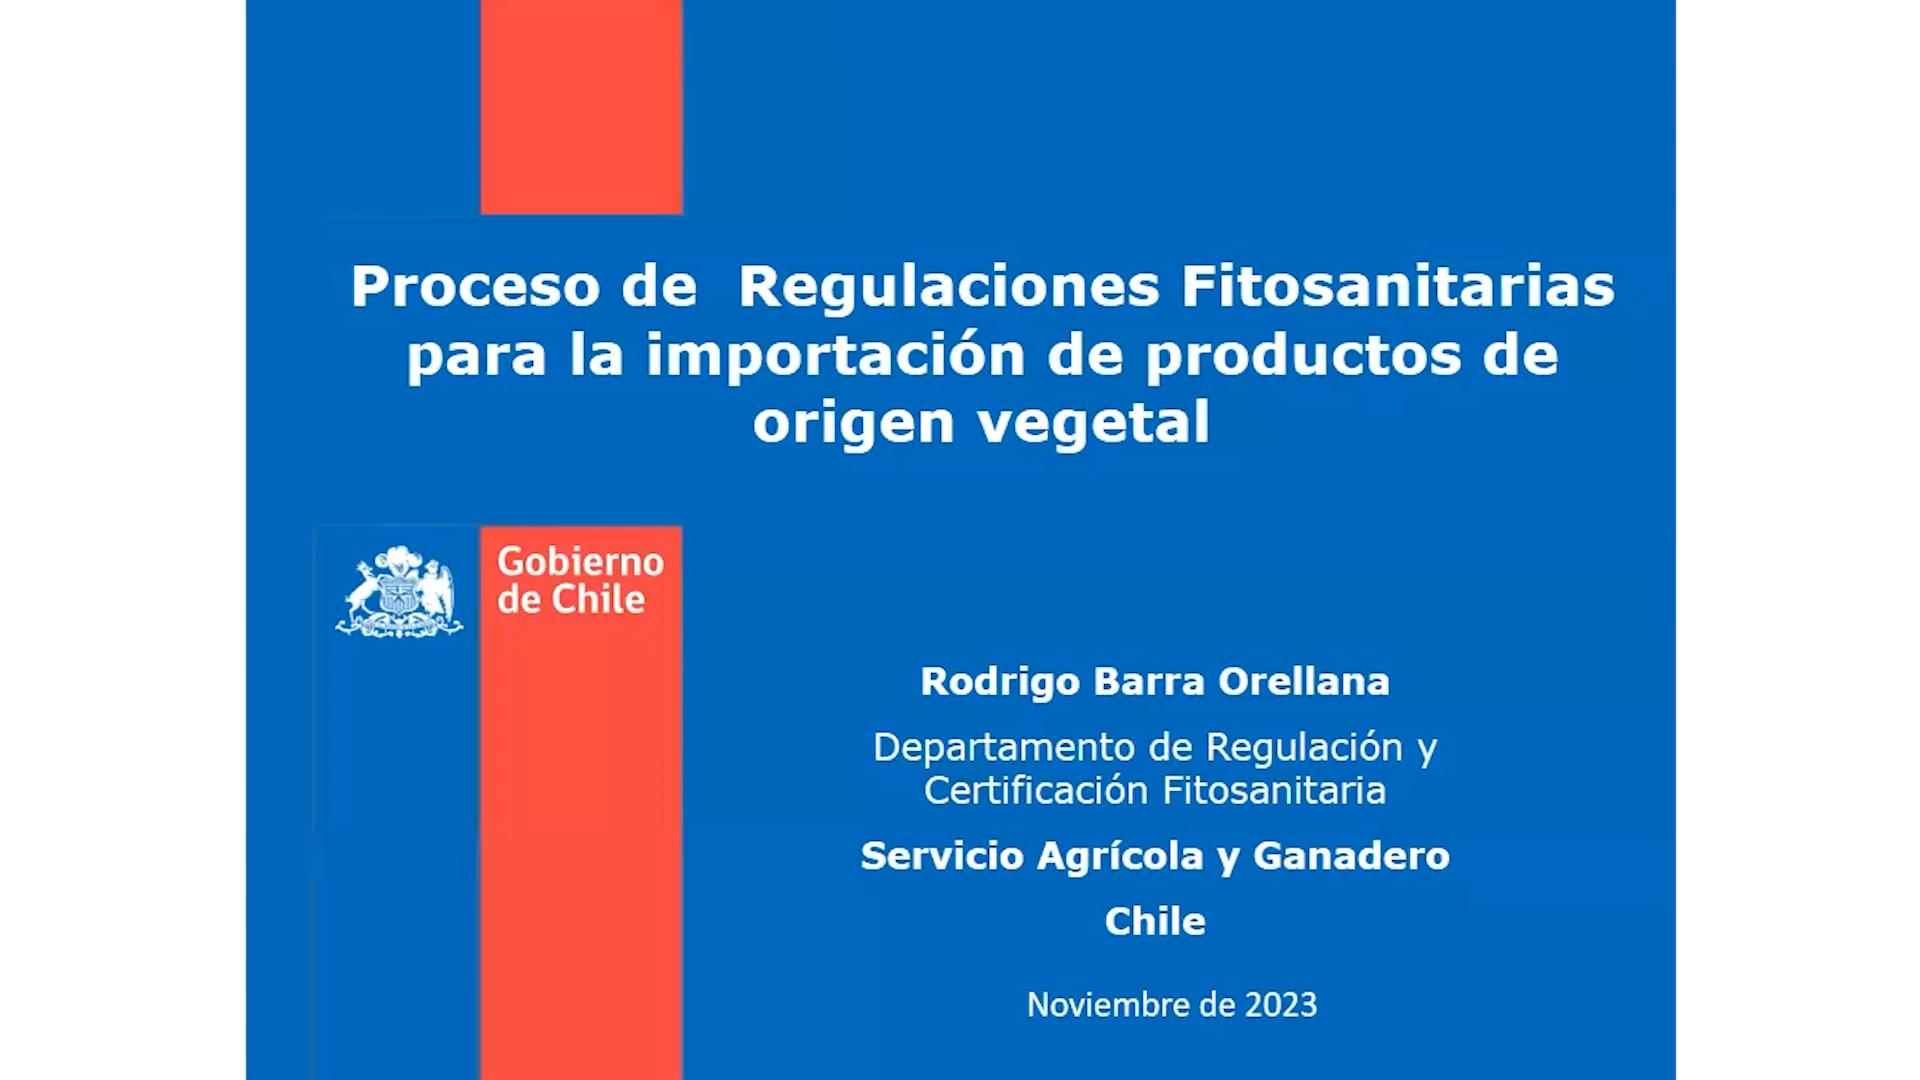 Proceso de  Regulaciones Fitosanitarias
para la importación de productos de
origen vegetal
Gobierno
de Chile
Rodrigo Barra Orellana
Departamento de Regulación y
Certificación Fitosanitaria
Servicio Agrícola y Ganadero
Chile
Noviembre de 2023